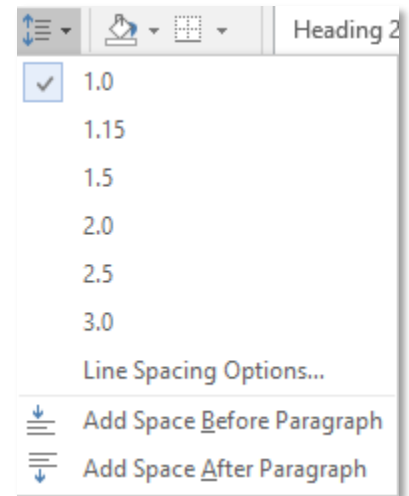 Heading 2
1.0
1.15
1.5
2.0
2.5
3.0
Line Spacing Options...
Add Space Before Paragraph
Add Space After Paragraph